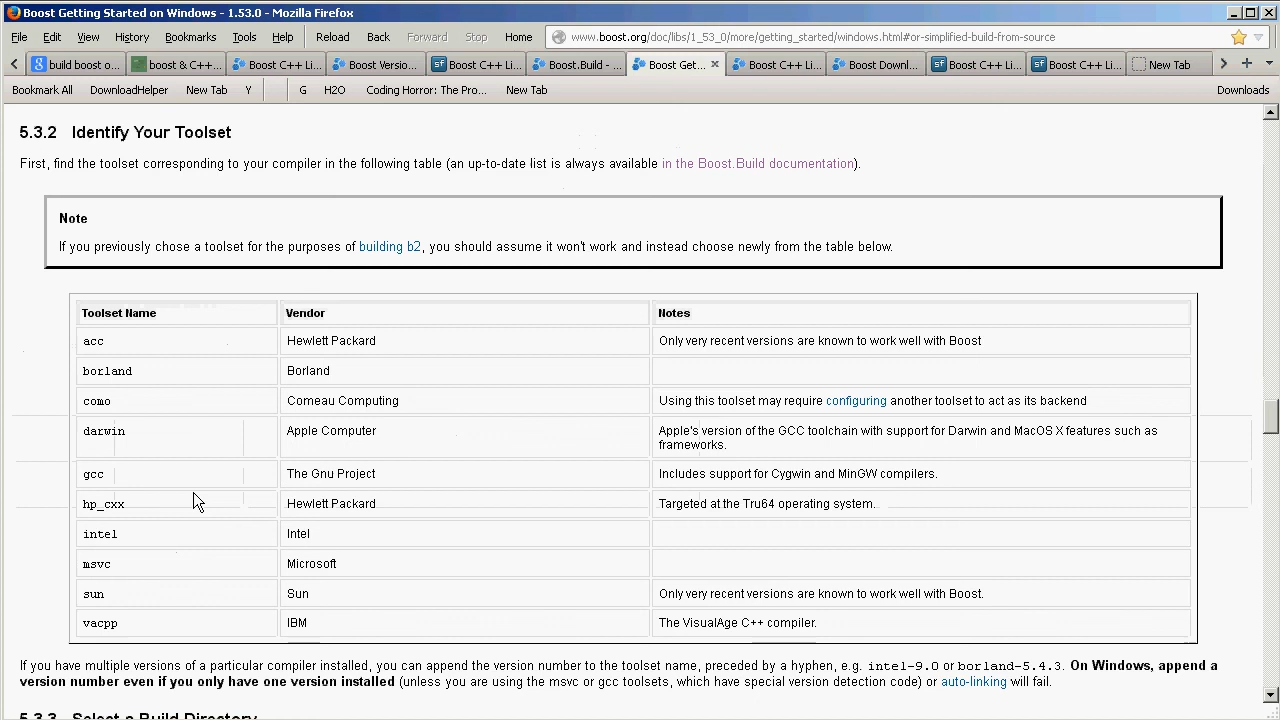 Boost Getting Started on Windows - 1.53.0 - Mozilla Firefox
File Edit View History Bookmarks Tools Help Reload Back Forward Stop Home www.boost.org/doc/libs/1_53_0/more/getting_started/windows.html#or-simplified-build-from-source
build boost o... boost & C++... Boost C++ Li... Boost Versio... Boost C++ Li... Boost.Build - ... Boost Get... Boost C++ Li... Boost Downl... Boost C++ Li... Boost C++ Li... New Tab
Bookmark All DownloadHelper New Tab Y G H2O Coding Horror: The Pro... New Tab Downloads
5.3.2 Identify Your Toolset
First, find the toolset corresponding to your compiler in the following table (an up-to-date list is always available in the Boost.Build documentation).
Note
If you previously chose a toolset for the purposes of building b2, you should assume it won't work and instead choose newly from the table below.
Toolset Name Vendor Notes
acc Hewlett Packard Only very recent versions are known to work well with Boost
borland Borland
como Comeau Computing Using this toolset may require configuring another toolset to act as its backend
darwin Apple Computer Apple's version of the GCC toolchain with support for Darwin and MacOS X features such as
frameworks.
gcc The Gnu Project Includes support for Cygwin and MinGW compilers.
hp_cxx Hewlett Packard Targeted at the Tru64 operating system.
intel Intel
msvc Microsoft
sun Sun Only very recent versions are known to work well with Boost.
vacpp IBM The VisualAge C++ compiler.
If you have multiple versions of a particular compiler installed, you can append the version number to the toolset name, preceded by a hyphen, e.g. intel-9.0 or borland-5.4.3. On Windows, append a
version number even if you only have one version installed (unless you are using the msvc or gcc toolsets, which have special version detection code) or auto-linking will fail.
5.3.3 Select a Build Directory